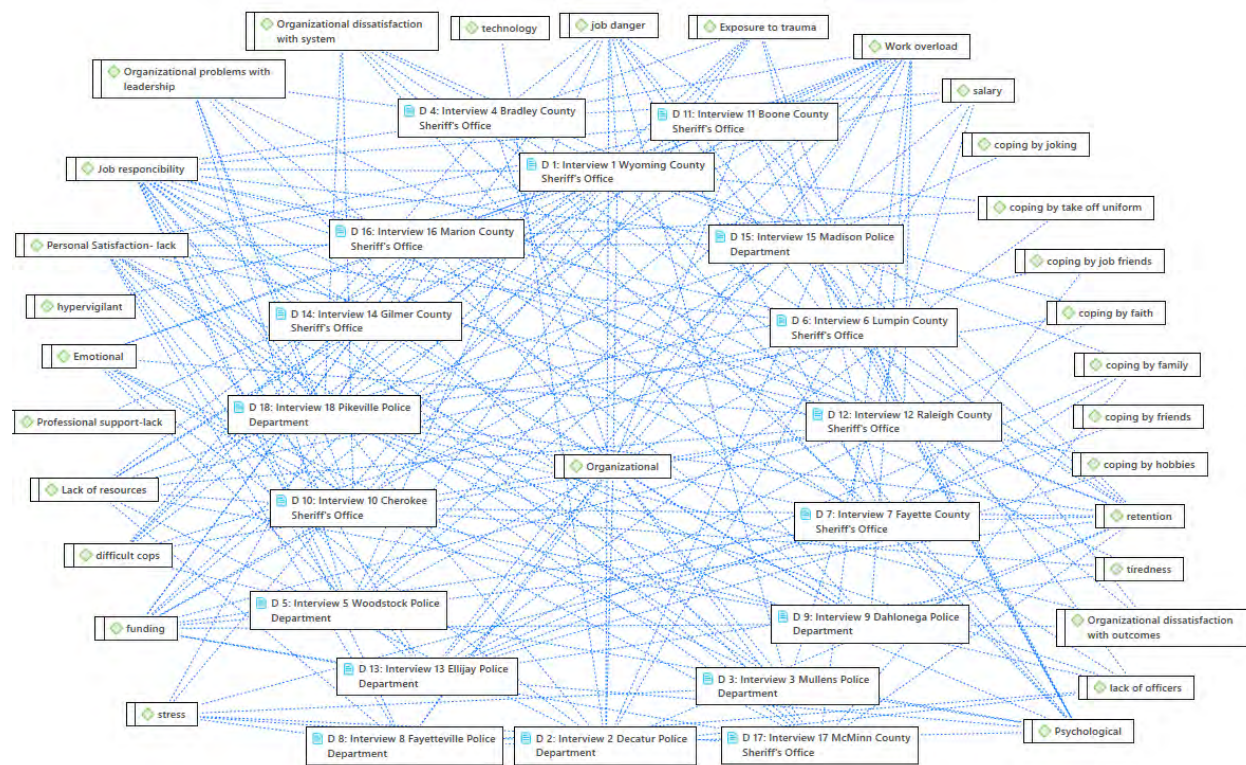 Organizational dissatisfaction
with system
technology
job danger
Exposure to trauma
Work overload
Organizational problems with
leadership
salary
D 4: Interview 4 Bradley County
Sheriff's Office
D 11: Interview 11 Boone County
Sheriff's Office
coping by joking
Job responcibility
D 1: Interview 1 Wyoming County
Sheriff's Office
coping by take off uniform
D 16: Interview 16 Marion County
Sheriff's Office
D 15: Interview 15 Madison Police
Department
Personal Satisfaction- lack
coping by job friends
hypervigilant
D 14: Interview 14 Gilmer County
Sheriff's Office
D 6: Interview 6 Lumpin County
Sheriff's Office
coping by faith
Emotional
coping by family
Professional support-lack
D 18: Interview 18 Pikeville Police
Department
D 12: Interview 12 Raleigh County
Sheriff's Office
coping by friends
Organizational
coping by hobbies
Lack of resources
D 10: Interview 10 Cherokee
Sheriff's Office
D 7: Interview 7 Fayette County
Sheriff's Office
retention
difficult cops
tiredness
D 5: Interview 5 Woodstock Police
Department
D 9: Interview 9 Dahlonega Police
Department
Organizational dissatisfaction
with outcomes
funding
D 13: Interview 13 Ellijay Police
Department
D 3: Interview 3 Mullens Police
Department
lack of officers
stress
D 8: Interview 8 Fayetteville Police
Department
D 2: Interview 2 Decatur Police
Department
D 17: Interview 17 McMinn County
Sheriff's Office
Psychological